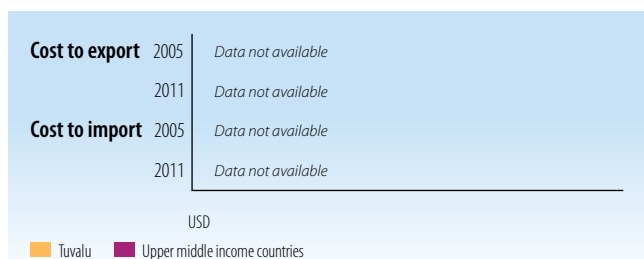 Cost to export 2005 Data not available
2011 Data not available
Cost to import 2005 Data not available
2011 Data not available
USD
Tuvalu Upper middle income countries